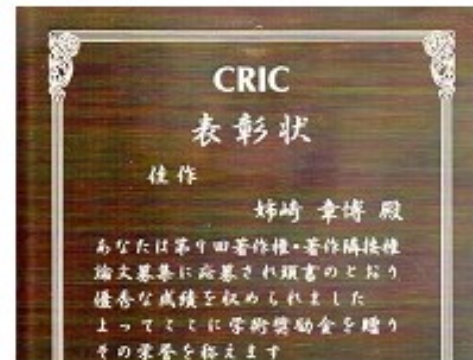 CRIC
表彰状
佳作
姉崎 章博 殿
あなたは第9回著作権・著作隣接権
論文募集に応募され頭書のとおり
優秀な成績を収められました
よってここに学術奨励金を贈り
その栄誉を称えます